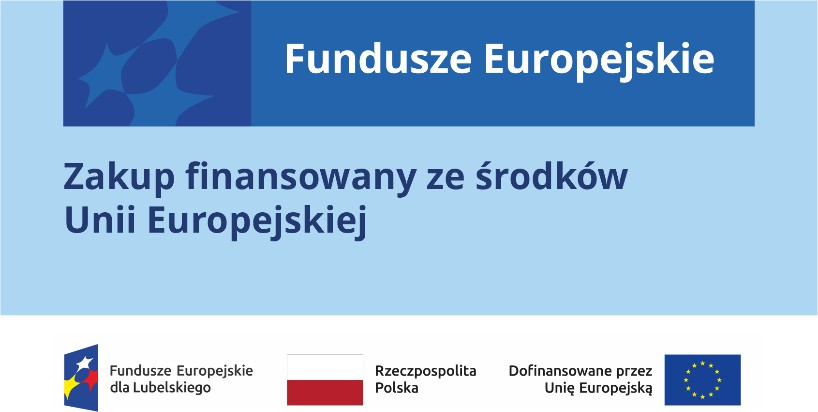 Fundusze Europejskie
Zakup finansowany ze środków
Unii Europejskiej
Fundusze Europejskie
dla Lubelskiego
Rzeczpospolita
Polska
Dofinansowane przez
Unię Europejską